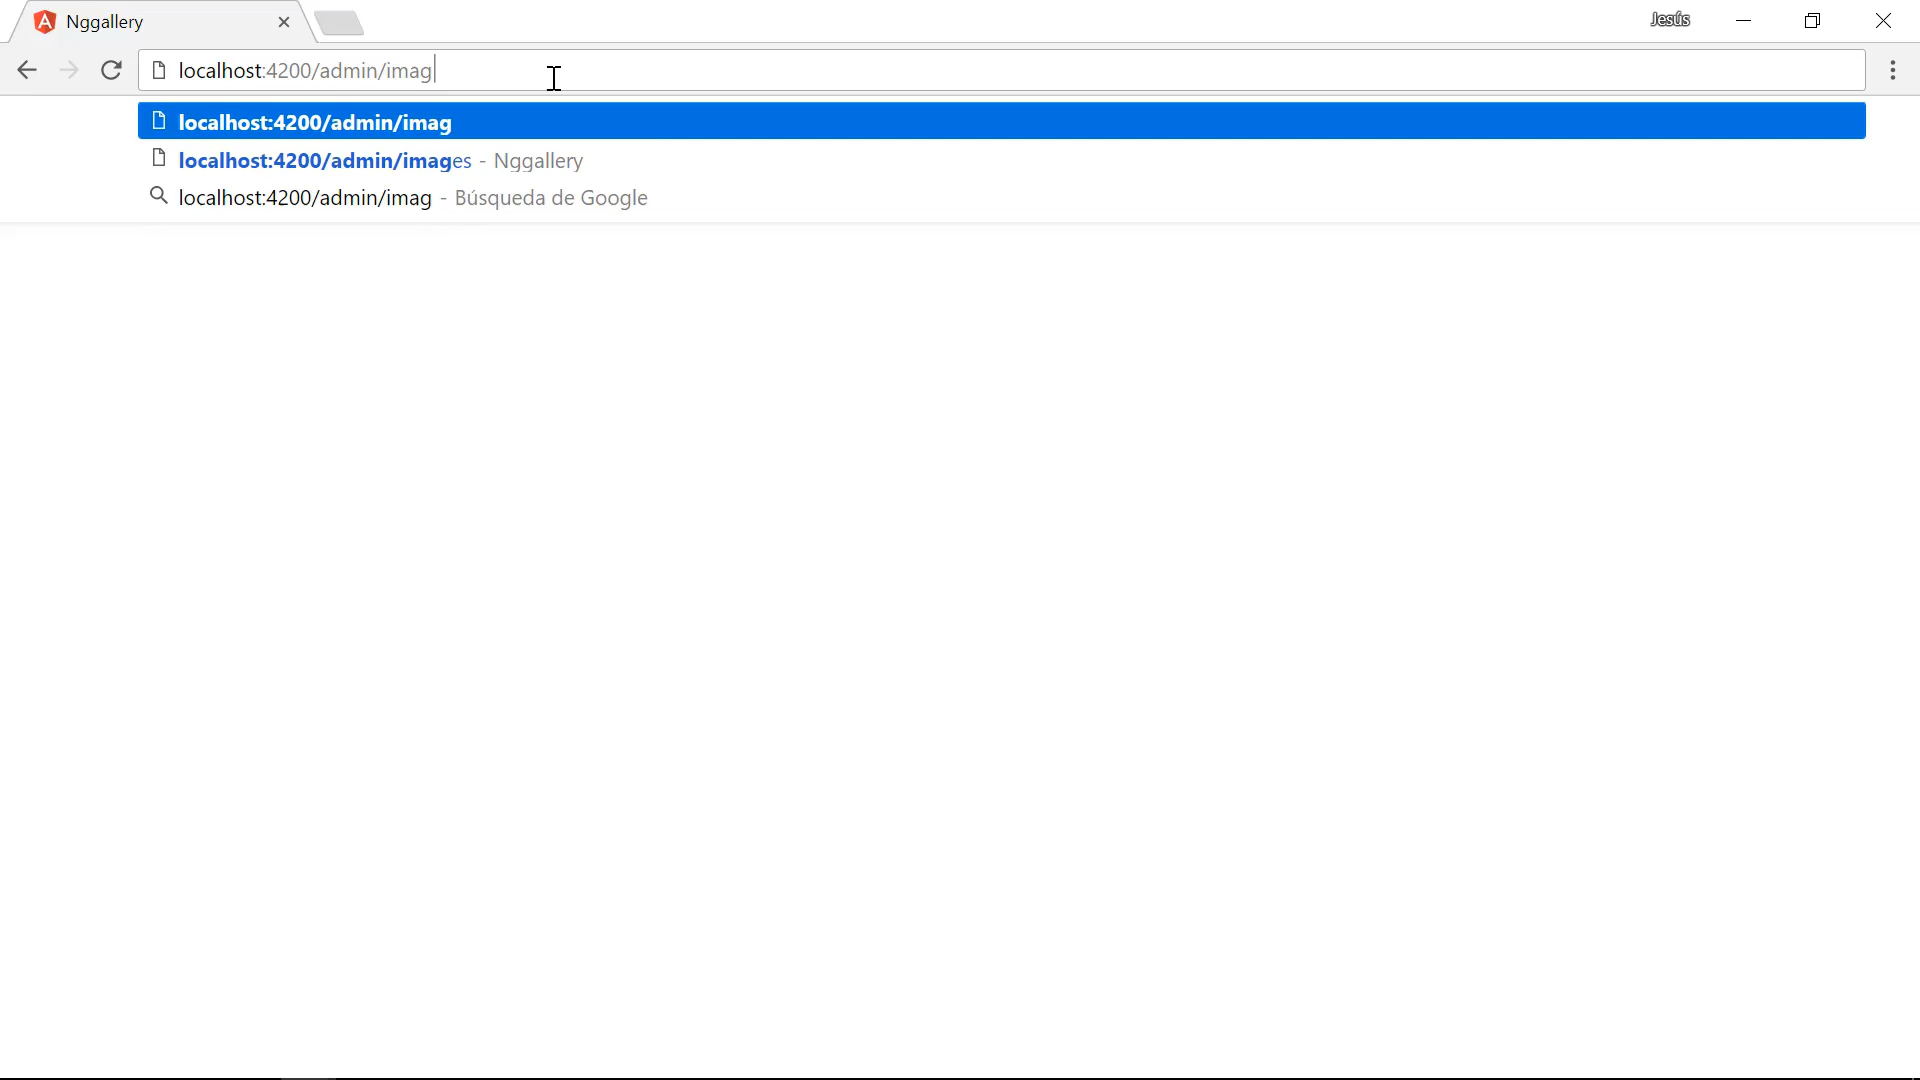 Nggallery
Jesús
localhost:4200/admin/imag
localhost:4200/admin/imag
localhost:4200/admin/images - Nggallery
localhost:4200/admin/imag - Búsqueda de Google